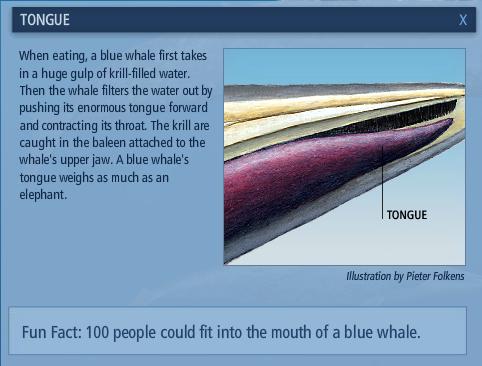 TONGUE X
When eating, a blue whale first takes
in a huge gulp of krill-filled water.
Then the whale filters the water out by
pushing its enormous tongue forward
and contracting its throat. The krill are
caught in the baleen attached to the
whale's upper jaw. A blue whale's
tongue weighs as much as an
elephant.
TONGUE
Illustration by Pieter Folkens
Fun Fact: 100 people could fit into the mouth of a blue whale.